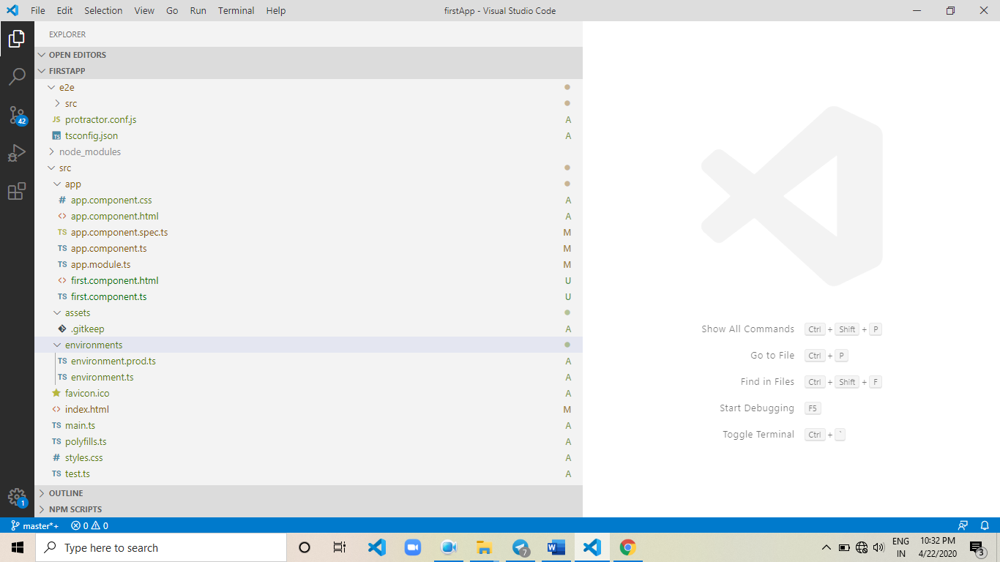 File Edit Selection View Go Run Terminal Help firstApp - Visual Studio Code
EXPLORER
OPEN EDITORS
FIRSTAPP
e2e
src
JS protractor.conf.js A
TS tsconfig.json A
node_modules
src
app
# app.component.css A
<> app.component.html A
TS app.component.spec.ts M
TS app.component.ts M
TS app.module.ts M
<> first.component.html U
TS first.component.ts U
assets
.gitkeep A
environments
TS environment.prod.ts A
TS environment.ts A
favicon.ico A
<> index.html M
TS main.ts A
TS polyfills.ts A
# styles.css A
TS test.ts A
OUTLINE
NPM SCRIPTS
42
1
Show All Commands Ctrl + Shift + P
Go to File Ctrl + P
Find in Files Ctrl + Shift + F
Start Debugging F5
Toggle Terminal Ctrl + `
master*+ 0 0
Type here to search
7
W
ENG
IN
10:32 PM
4/22/2020
3